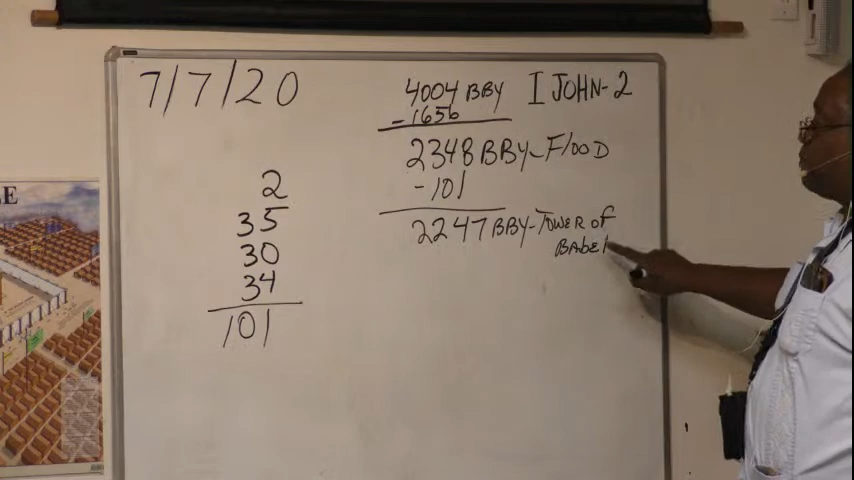 7/7/20
2
35
30
34
101
4004 BBY I JOHN-2
-1656
2348 BBY-FlooD
-101
2247 BBY-TOWER of
BAbEl
LE